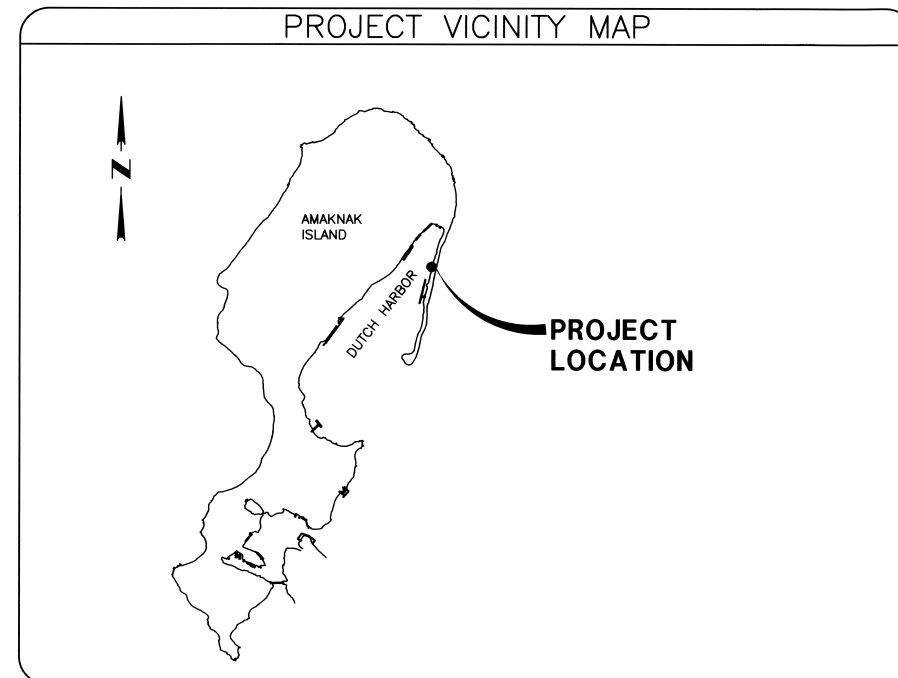 PROJECT VICINITY MAP
N
AMAKNAK
ISLAND
DUTCH HARBOR
PROJECT
LOCATION